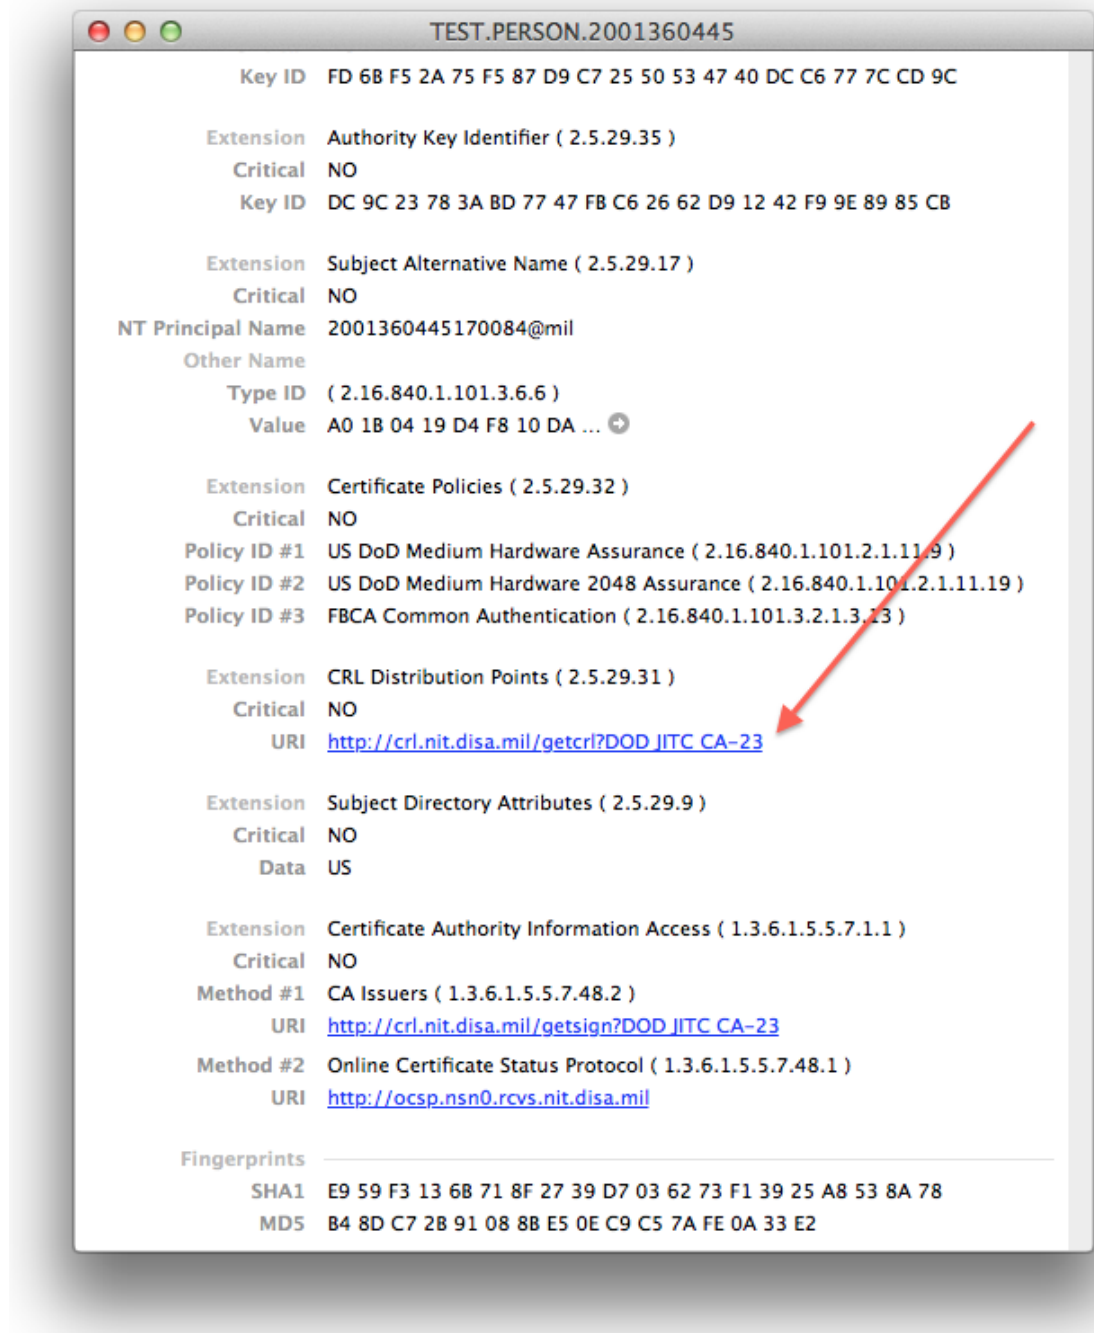 TEST.PERSON.2001360445
Key ID FD 6B F5 2A 75 F5 87 D9 C7 25 50 53 47 40 DC C6 77 7C CD 9C
Extension Authority Key Identifier ( 2.5.29.35 )
Critical NO
Key ID DC 9C 23 78 3A BD 77 47 FB C6 26 62 D9 12 42 F9 9E 89 85 CB
Extension Subject Alternative Name ( 2.5.29.17 )
Critical NO
NT Principal Name 2001360445170084@mil
Other Name
Type ID ( 2.16.840.1.101.3.6.6 )
Value A0 1B 04 19 D4 F8 10 DA ...
Extension Certificate Policies ( 2.5.29.32 )
Critical NO
Policy ID #1 US DoD Medium Hardware Assurance ( 2.16.840.1.101.2.1.11.9 )
Policy ID #2 US DoD Medium Hardware 2048 Assurance ( 2.16.840.1.101.2.1.11.19 )
Policy ID #3 FBCA Common Authentication ( 2.16.840.1.101.3.2.1.3.13 )
Extension CRL Distribution Points ( 2.5.29.31 )
Critical NO
URI http://crl.nit.disa.mil/getcrl?DOD JITC CA-23
Extension Subject Directory Attributes ( 2.5.29.9 )
Critical NO
Data US
Extension Certificate Authority Information Access ( 1.3.6.1.5.5.7.1.1 )
Critical NO
Method #1 CA Issuers ( 1.3.6.1.5.5.7.48.2 )
URI http://crl.nit.disa.mil/getsign?DOD JITC CA-23
Method #2 Online Certificate Status Protocol ( 1.3.6.1.5.5.7.48.1 )
URI http://ocsp.nsn0.rcvs.nit.disa.mil
Fingerprints
SHA1 E9 59 F3 13 6B 71 8F 27 39 D7 03 62 73 F1 39 25 A8 53 8A 78
MD5 B4 8D C7 2B 91 08 8B E5 0E C9 C5 7A FE 0A 33 E2